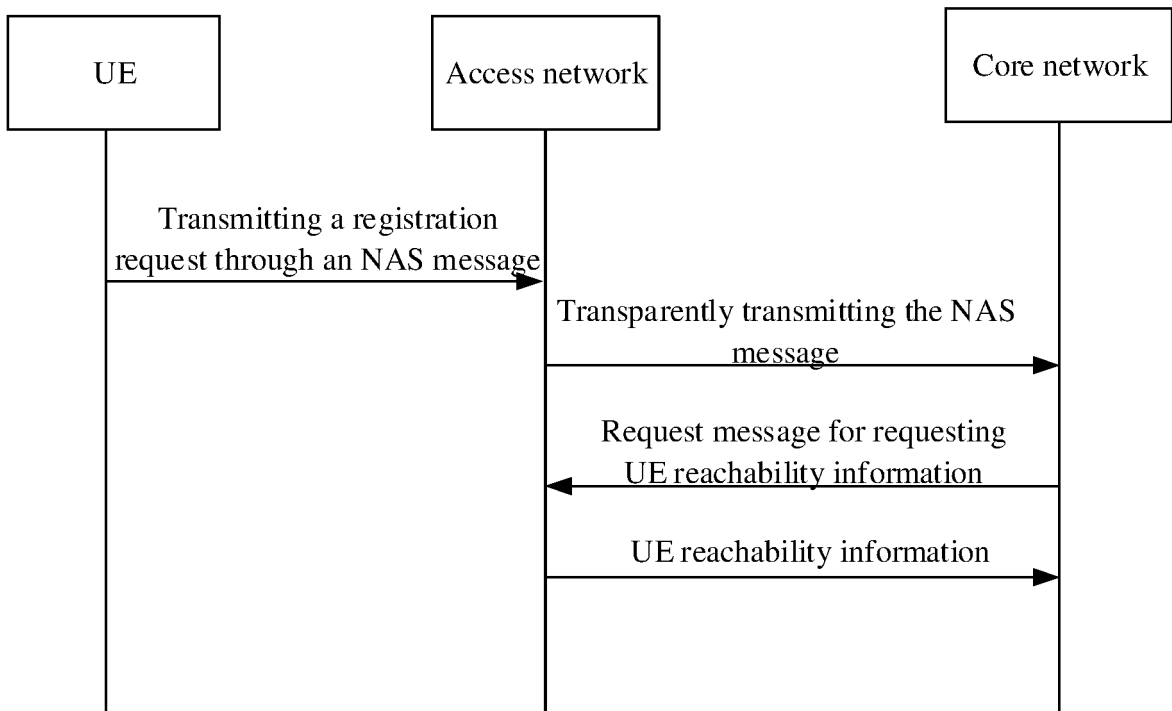 UE
Access network
Core network
Transmitting a registration
request through an NAS message
Transparently transmitting the NAS
message
Request message for requesting
UE reachability information
UE reachability information